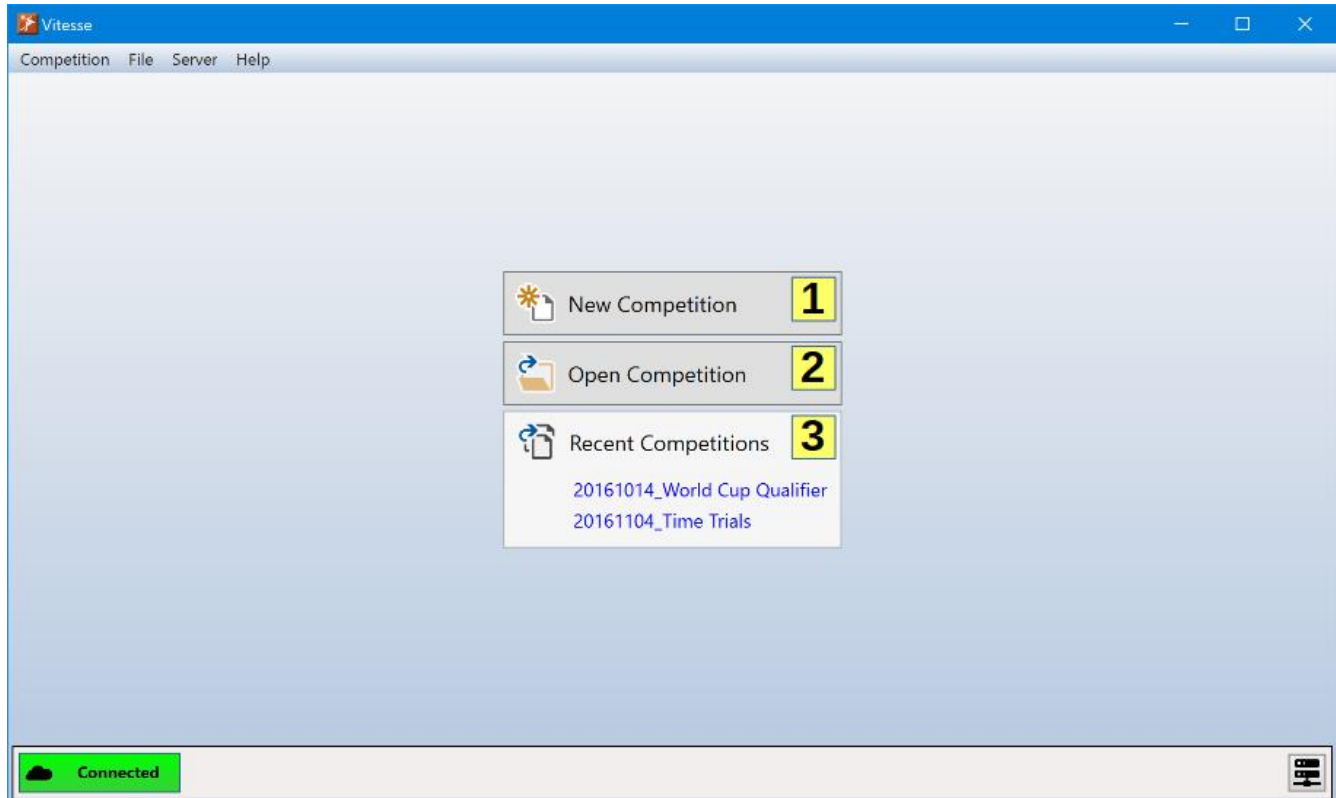 Vitesse
Competition File Server Help
New Competition 1
Open Competition 2
Recent Competitions 3
20161014_World Cup Qualifier
20161104_Time Trials
Connected